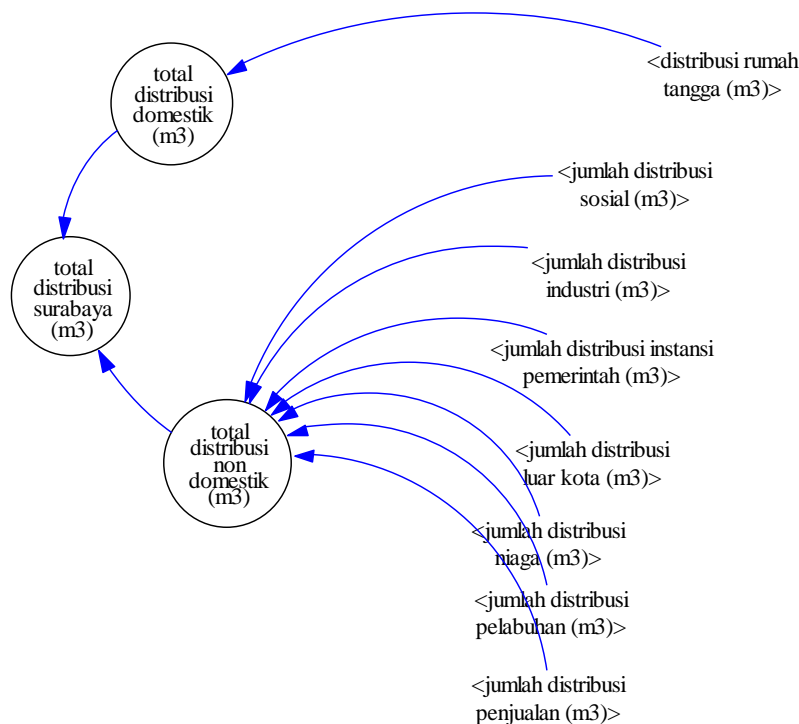 total
distribusi
domestik
(m3)
<distribusi rumah
tangga (m3)>
<jumlah distribusi
sosial (m3)>
<jumlah distribusi
industri (m3)>
total
distribusi
surabaya
(m3)
<jumlah distribusi instansi
pemerintah (m3)>
total
distribusi
non
domestik
(m3)
<jumlah distribusi
luar kota (m3)>
<jumlah distribusi
niaga (m3)>
<jumlah distribusi
pelabuhan (m3)>
<jumlah distribusi
penjualan (m3)>